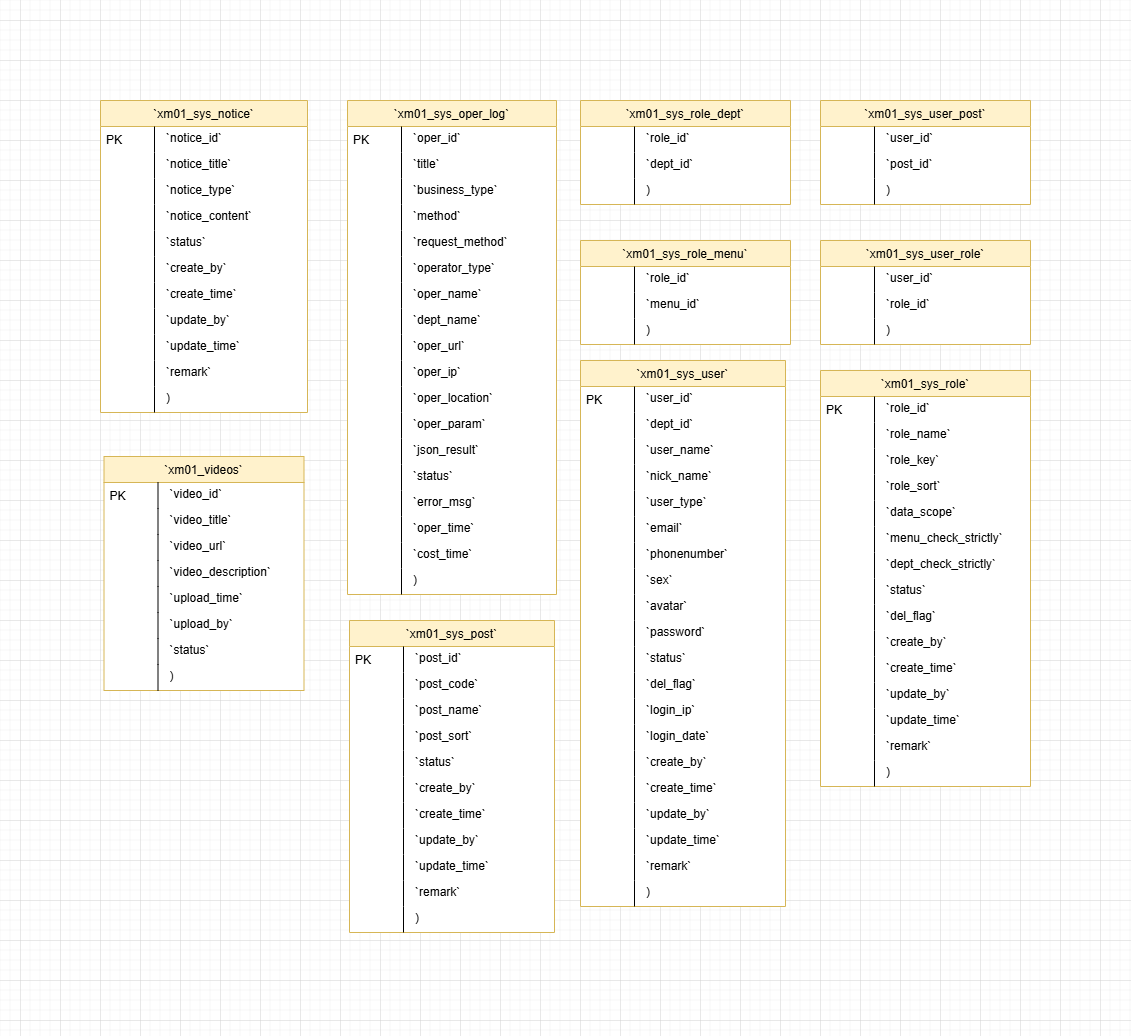 `xm01_sys_notice`
PK
`notice_id`
`notice_title`
`notice_type`
`notice_content`
`status`
`create_by`
`create_time`
`update_by`
`update_time`
`remark`
)
`xm01_videos`
PK
`video_id`
`video_title`
`video_url`
`video_description`
`upload_time`
`upload_by`
`status`
)
`xm01_sys_oper_log`
PK
`oper_id`
`title`
`business_type`
`method`
`request_method`
`operator_type`
`oper_name`
`dept_name`
`oper_url`
`oper_ip`
`oper_location`
`oper_param`
`json_result`
`status`
`error_msg`
`oper_time`
`cost_time`
)
`xm01_sys_post`
PK
`post_id`
`post_code`
`post_name`
`post_sort`
`status`
`create_by`
`create_time`
`update_by`
`update_time`
`remark`
)
`xm01_sys_role_dept`
`role_id`
`dept_id`
)
`xm01_sys_role_menu`
`role_id`
`menu_id`
)
`xm01_sys_user`
PK
`user_id`
`dept_id`
`user_name`
`nick_name`
`user_type`
`email`
`phonenumber`
`sex`
`avatar`
`password`
`status`
`del_flag`
`login_ip`
`login_date`
`create_by`
`create_time`
`update_by`
`update_time`
`remark`
)
`xm01_sys_user_post`
`user_id`
`post_id`
)
`xm01_sys_user_role`
`user_id`
`role_id`
)
`xm01_sys_role`
PK
`role_id`
`role_name`
`role_key`
`role_sort`
`data_scope`
`menu_check_strictly`
`dept_check_strictly`
`status`
`del_flag`
`create_by`
`create_time`
`update_by`
`update_time`
`remark`
)